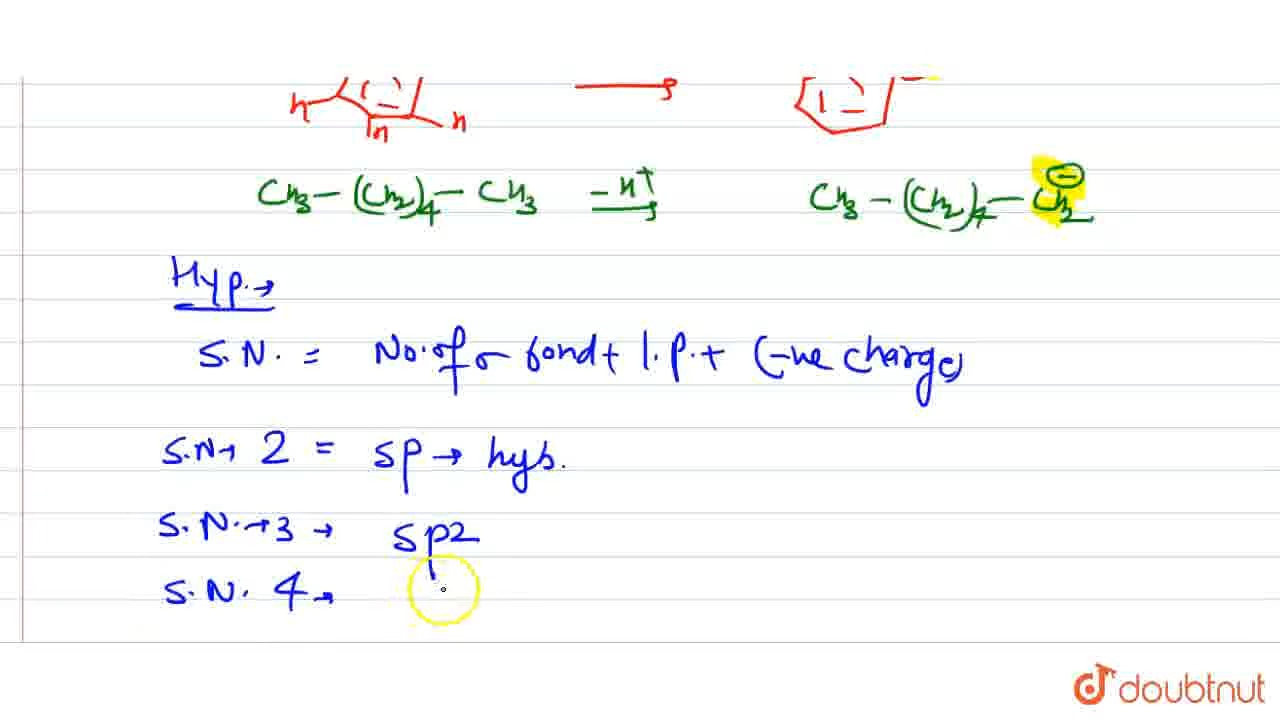 H
H
H
CH3 - (CH2)4 - CH3 -H+ → CH3 - (CH2)4 - CH2 ⊖
Hyp. →
S.N. = No. of σ bond + l.p. + (-ve charge)
S.N → 2 = sp → hyb.
S.N. → 3 → sp2
S.N. 4 →
doubtnut